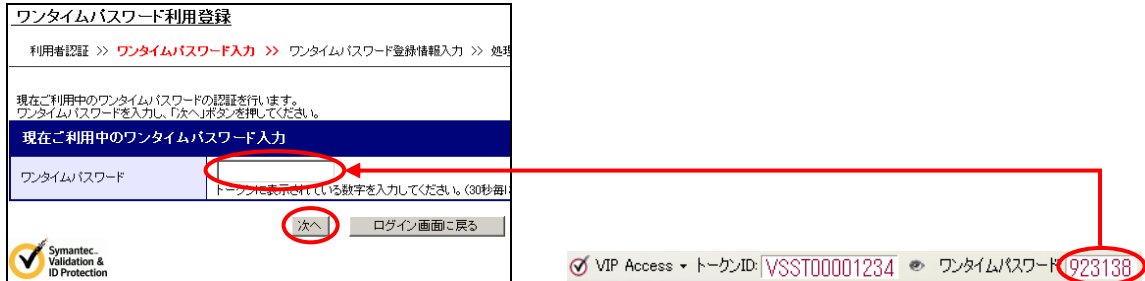 ワンタイムパスワード利用登録
利用者認証 >> ワンタイムパスワード入力 >> ワンタイムパスワード登録情報入力 >> 処理
現在ご利用中のワンタイムパスワードの認証を行います。
ワンタイムパスワードを入力し、「次へ」ボタンを押してください。
現在ご利用中のワンタイムパスワード入力
ワンタイムパスワード
トークンに表示されている数字を入力してください。(30秒毎に
次へ ログイン画面に戻る
Symantec.
Validation &
ID Protection
VIP Access トークンID: VSST00001234 ワンタイムパスワード 923138